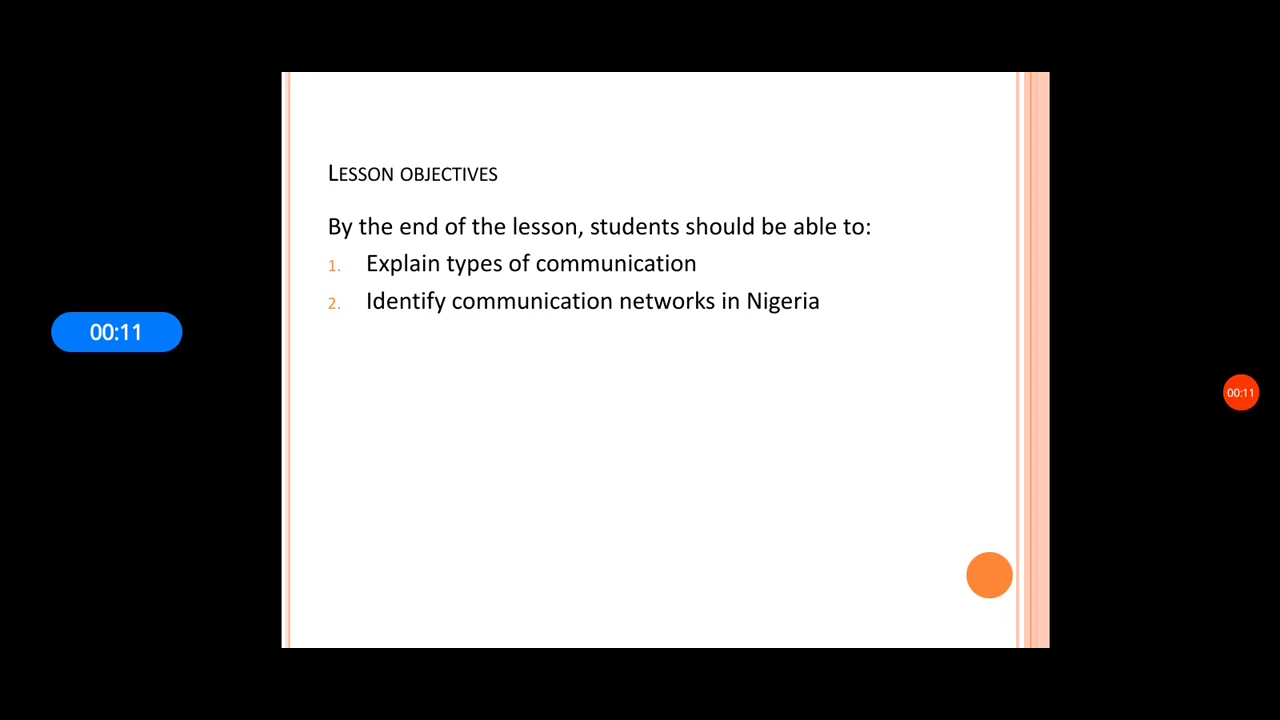 LESSON OBJECTIVES
By the end of the lesson, students should be able to:
1. Explain types of communication
2. Identify communication networks in Nigeria
00:11
00:11